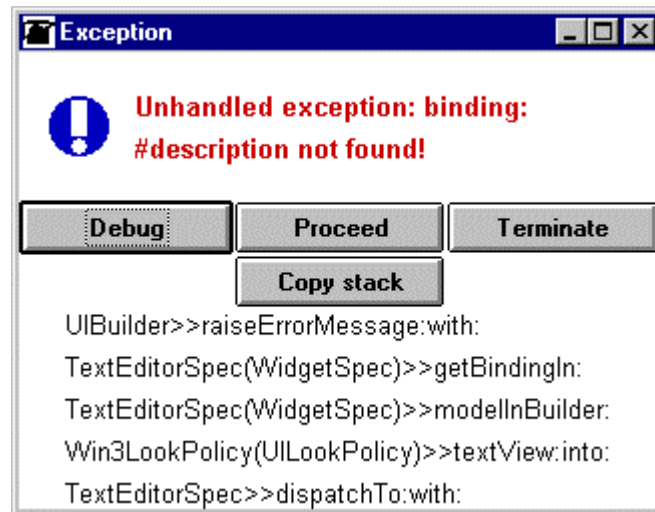 Exception
Unhandled exception: binding:
#description not found!
Debug
Proceed
Terminate
Copy stack
UIBuilder>>raiseErrorMessage:with:
TextEditorSpec(WidgetSpec)>>getBindingIn:
TextEditorSpec(WidgetSpec)>>modelInBuilder:
Win3LookPolicy(UILookPolicy)>>textView:into:
TextEditorSpec>>dispatchTo:with: